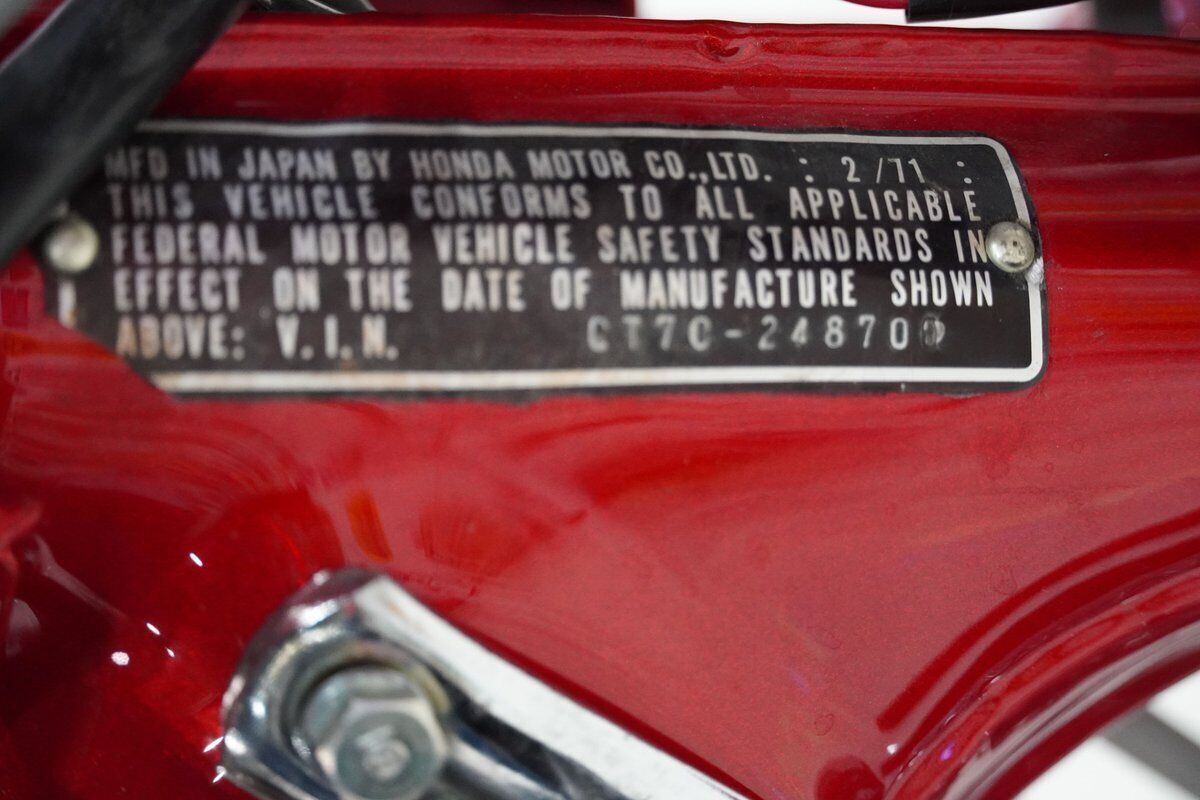 MFD IN JAPAN BY HONDA MOTOR CO.,LTD. : 2/71 :
THIS VEHICLE CONFORMS TO ALL APPLICABLE
FEDERAL MOTOR VEHICLE SAFETY STANDARDS IN
EFFECT ON THE DATE OF MANUFACTURE SHOWN
ABOVE: V.I.N.